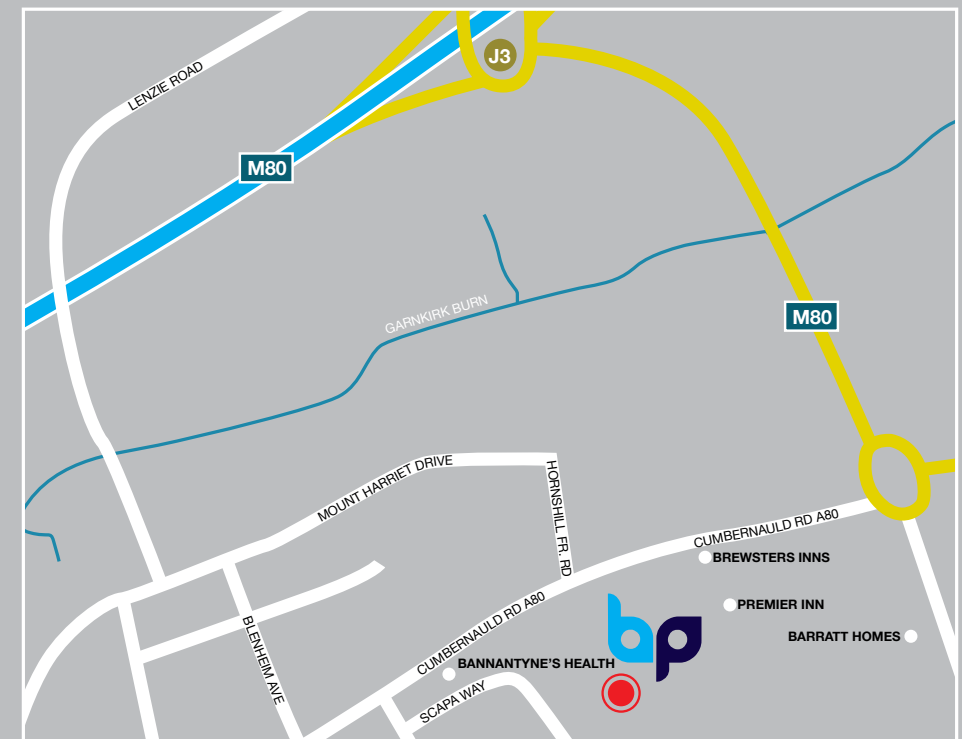 J3
LENZIE ROAD
M80
GARNKIRK BURN
M80
MOUNT HARRIET DRIVE
HORNSHILL FR. RD
CUMBERNAULD RD A80
BREWSTERS INNS
PREMIER INN
BARRATT HOMES
CUMBERNAULD RD A80
bp
BLENHEIM AVE
BANNANTYNE'S HEALTH
SCAPA WAY